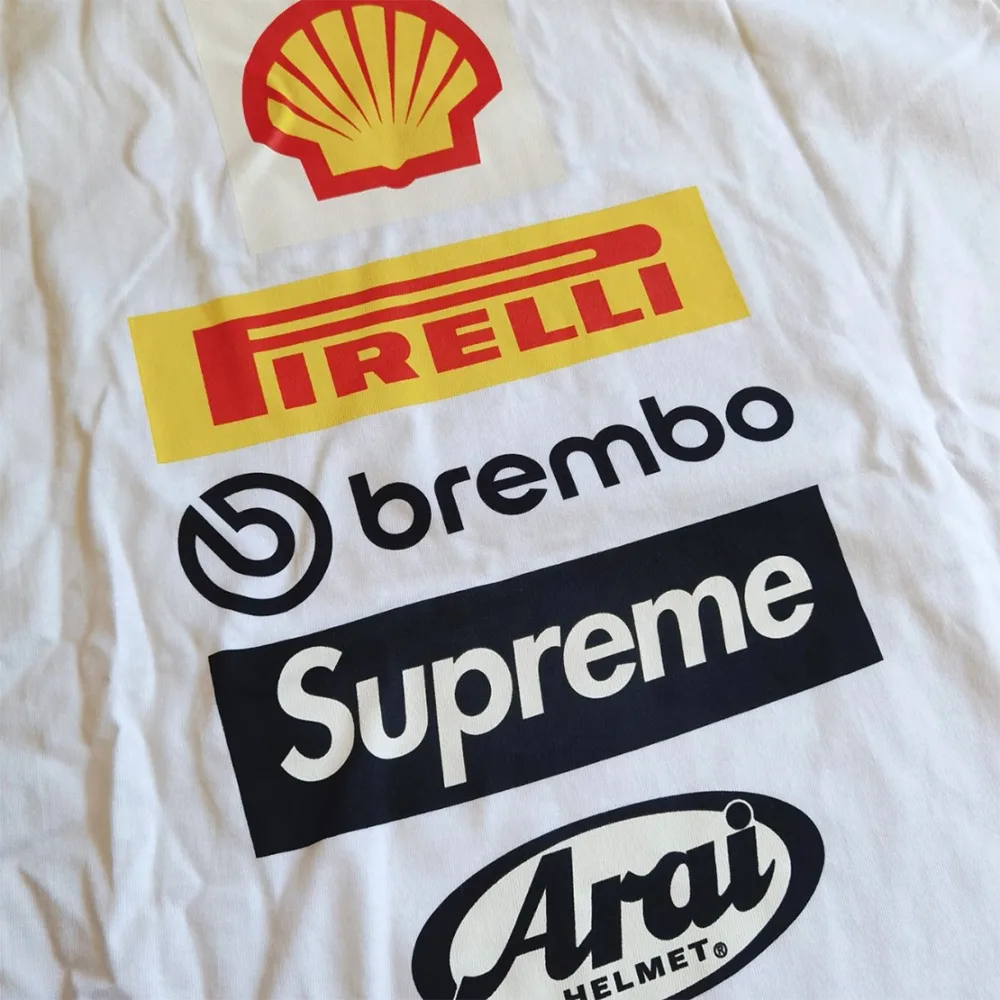 PIRELLI
brembo
Supreme
Arai
HELMET®